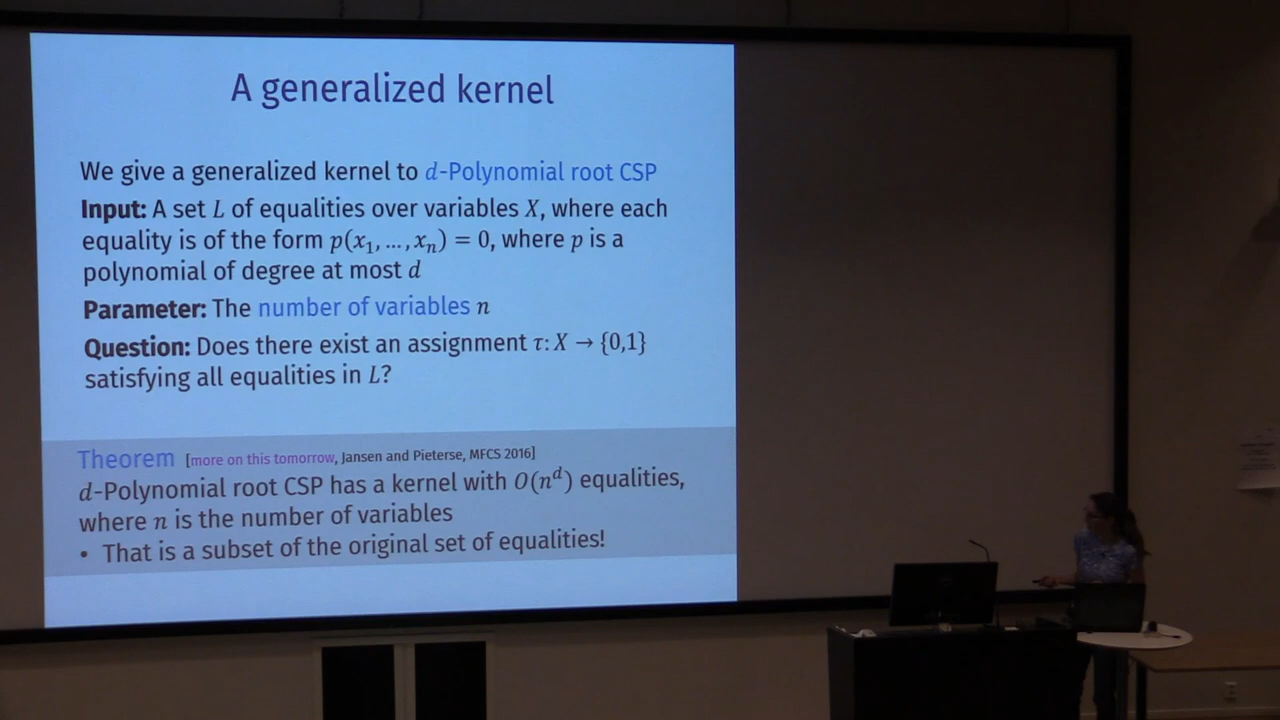 A generalized kernel
We give a generalized kernel to d-Polynomial root CSP
Input: A set L of equalities over variables X, where each
equality is of the form p(x₁, …, xₙ) = 0, where p is a
polynomial of degree at most d
Parameter: The number of variables n
Question: Does there exist an assignment τ: X → {0,1}
satisfying all equalities in L?
Theorem [more on this tomorrow, Jansen and Pieterse, MFCS 2016]
d-Polynomial root CSP has a kernel with O(nᵈ) equalities,
where n is the number of variables
• That is a subset of the original set of equalities!